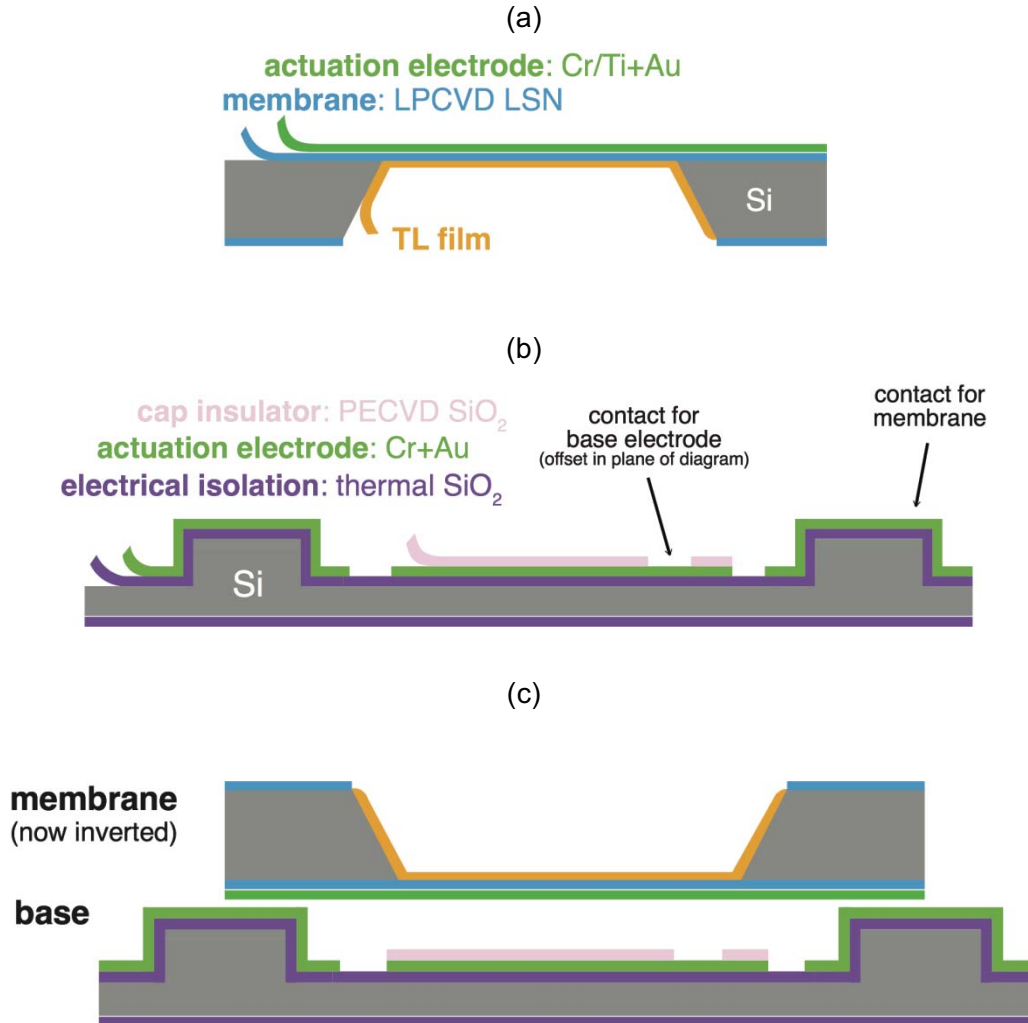 (a)
actuation electrode: Cr/Ti+Au
membrane: LPCVD LSN
Si
TL film
(b)
cap insulator: PECVD SiO₂
actuation electrode: Cr+Au
electrical isolation: thermal SiO₂
contact for
base electrode
(offset in plane of diagram)
contact for
membrane
Si
(c)
membrane
(now inverted)
base